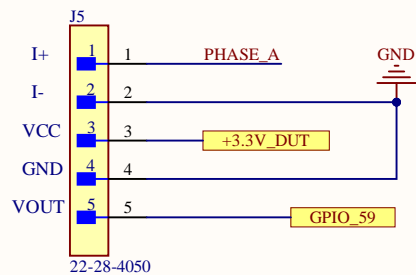 J5
I+ 1 1 PHASE_A GND
I- 2 2
VCC 3 3 +3.3V_DUT
GND 4 4
VOUT 5 5 GPIO_59
22-28-4050